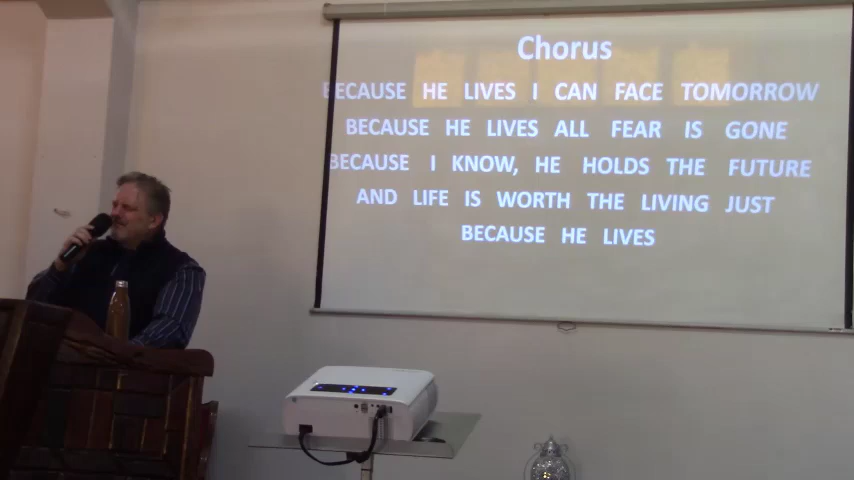 Chorus
BECAUSE HE LIVES I CAN FACE TOMORROW
BECAUSE HE LIVES ALL FEAR IS GONE
BECAUSE I KNOW, HE HOLDS THE FUTURE
AND LIFE IS WORTH THE LIVING JUST
BECAUSE HE LIVES